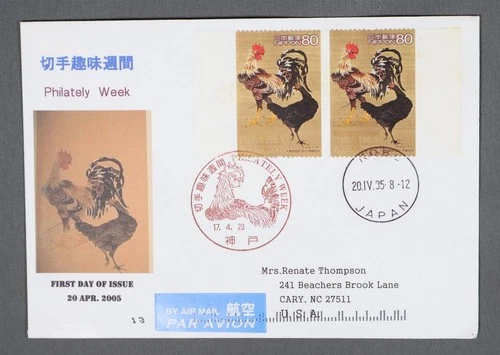 切手趣味週間
Philately Week
日本郵便 80
NIPPON
日本郵便 80
NIPPON
切手趣味週間 PHILATELY WEEK
17. 4. 20
神戸
KOBE
20.IV.05 8-12
JAPAN
FIRST DAY OF ISSUE
20 APR. 2005
13
BY AIR MAIL 航空
PAR AVION
Mrs.Renate Thompson
241 Beachers Brook Lane
CARY, NC 27511
U.S.A.